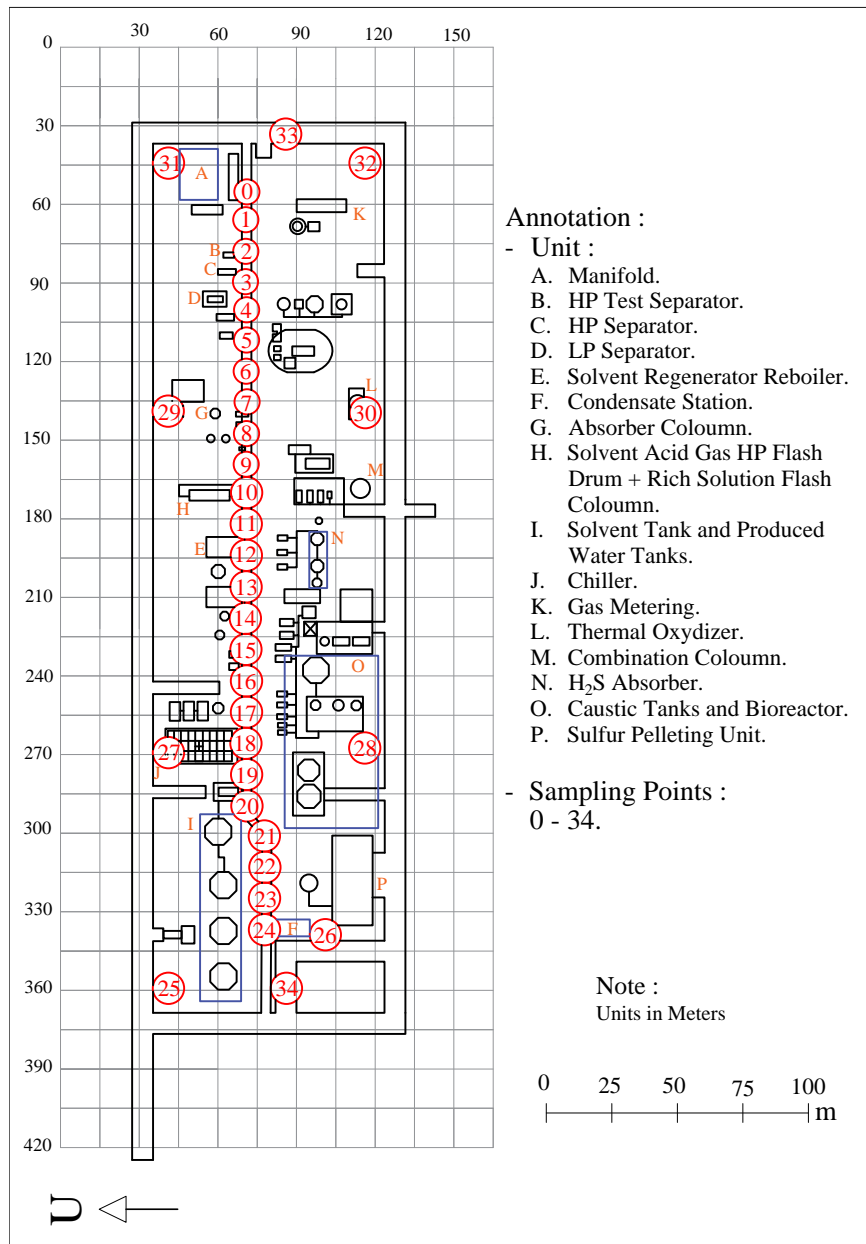 30 60 90 120 150
0
30
60
90
120
150
180
210
240
270
300
330
360
390
420
33
31
32
A
0
K
1
B
2
C
3
D
4
5
6
L
7
29
G
30
8
9
M
10
H
11
N
E
12
13
14
15
O
16
17
18
27
28
J
19
20
I
21
22
P
23
24
F
26
25
34
U
Annotation :
- Unit :
A. Manifold.
B. HP Test Separator.
C. HP Separator.
D. LP Separator.
E. Solvent Regenerator Reboiler.
F. Condensate Station.
G. Absorber Coloumn.
H. Solvent Acid Gas HP Flash
Drum + Rich Solution Flash
Coloumn.
I. Solvent Tank and Produced
Water Tanks.
J. Chiller.
K. Gas Metering.
L. Thermal Oxydizer.
M. Combination Coloumn.
N. H₂S Absorber.
O. Caustic Tanks and Bioreactor.
P. Sulfur Pelleting Unit.
- Sampling Points :
0 - 34.
Note :
Units in Meters
0 25 50 75 100
m